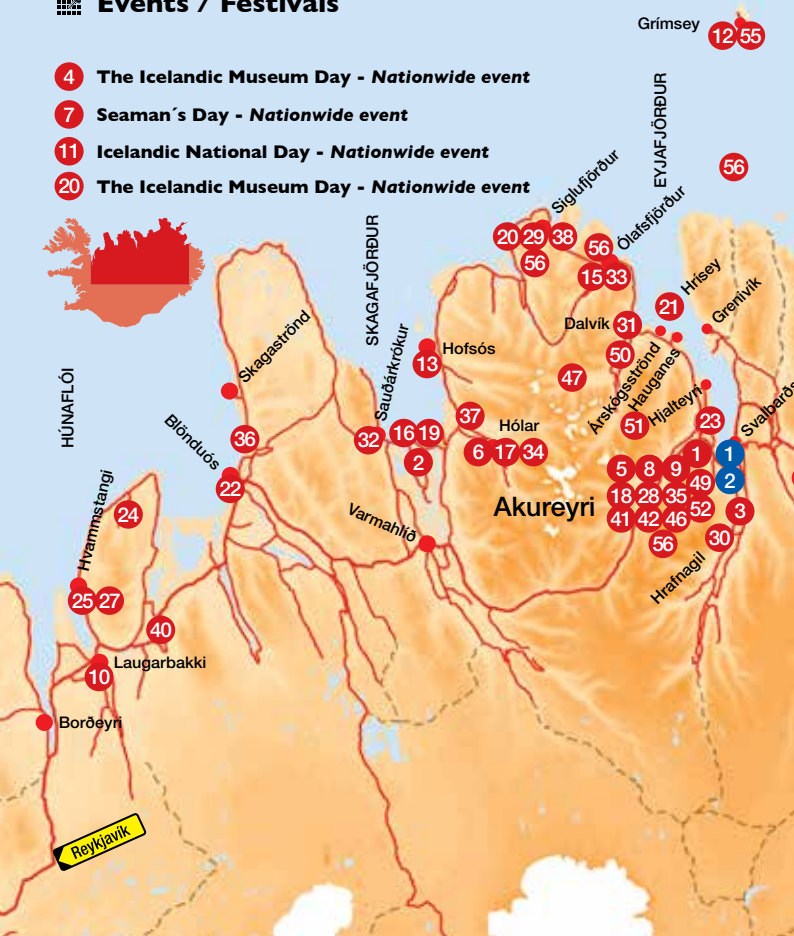 Events / Festivals
4 The Icelandic Museum Day - Nationwide event
7 Seaman´s Day - Nationwide event
11 Icelandic National Day - Nationwide event
20 The Icelandic Museum Day - Nationwide event
Grímsey
12 55
EYJAFJÖRÐUR
56
Siglufjörður
20 29 38
56
56
Ólafsfjörður
15 33
SKAGAFJÖRÐUR
Hrísey
21
Grenivík
Dalvík 31
50
Skagaströnd
Sauðárkrókur
Hofsós
13
47
Árskógsströnd
Hauganes
Hjalteyri
HÚNAFLÓI
Blönduós
36
22
32 16 19
2
37
Hólar
6 17 34
51
23
Svalbarðs
1
1
2
5 8 9
49
18 28 35
52
41 42 46
56
3
30
Akureyri
Hrafnagil
Varmahlíð
Hvammstangi
24
25 27
40
Laugarbakki
10
Borðeyri
Reykjavík